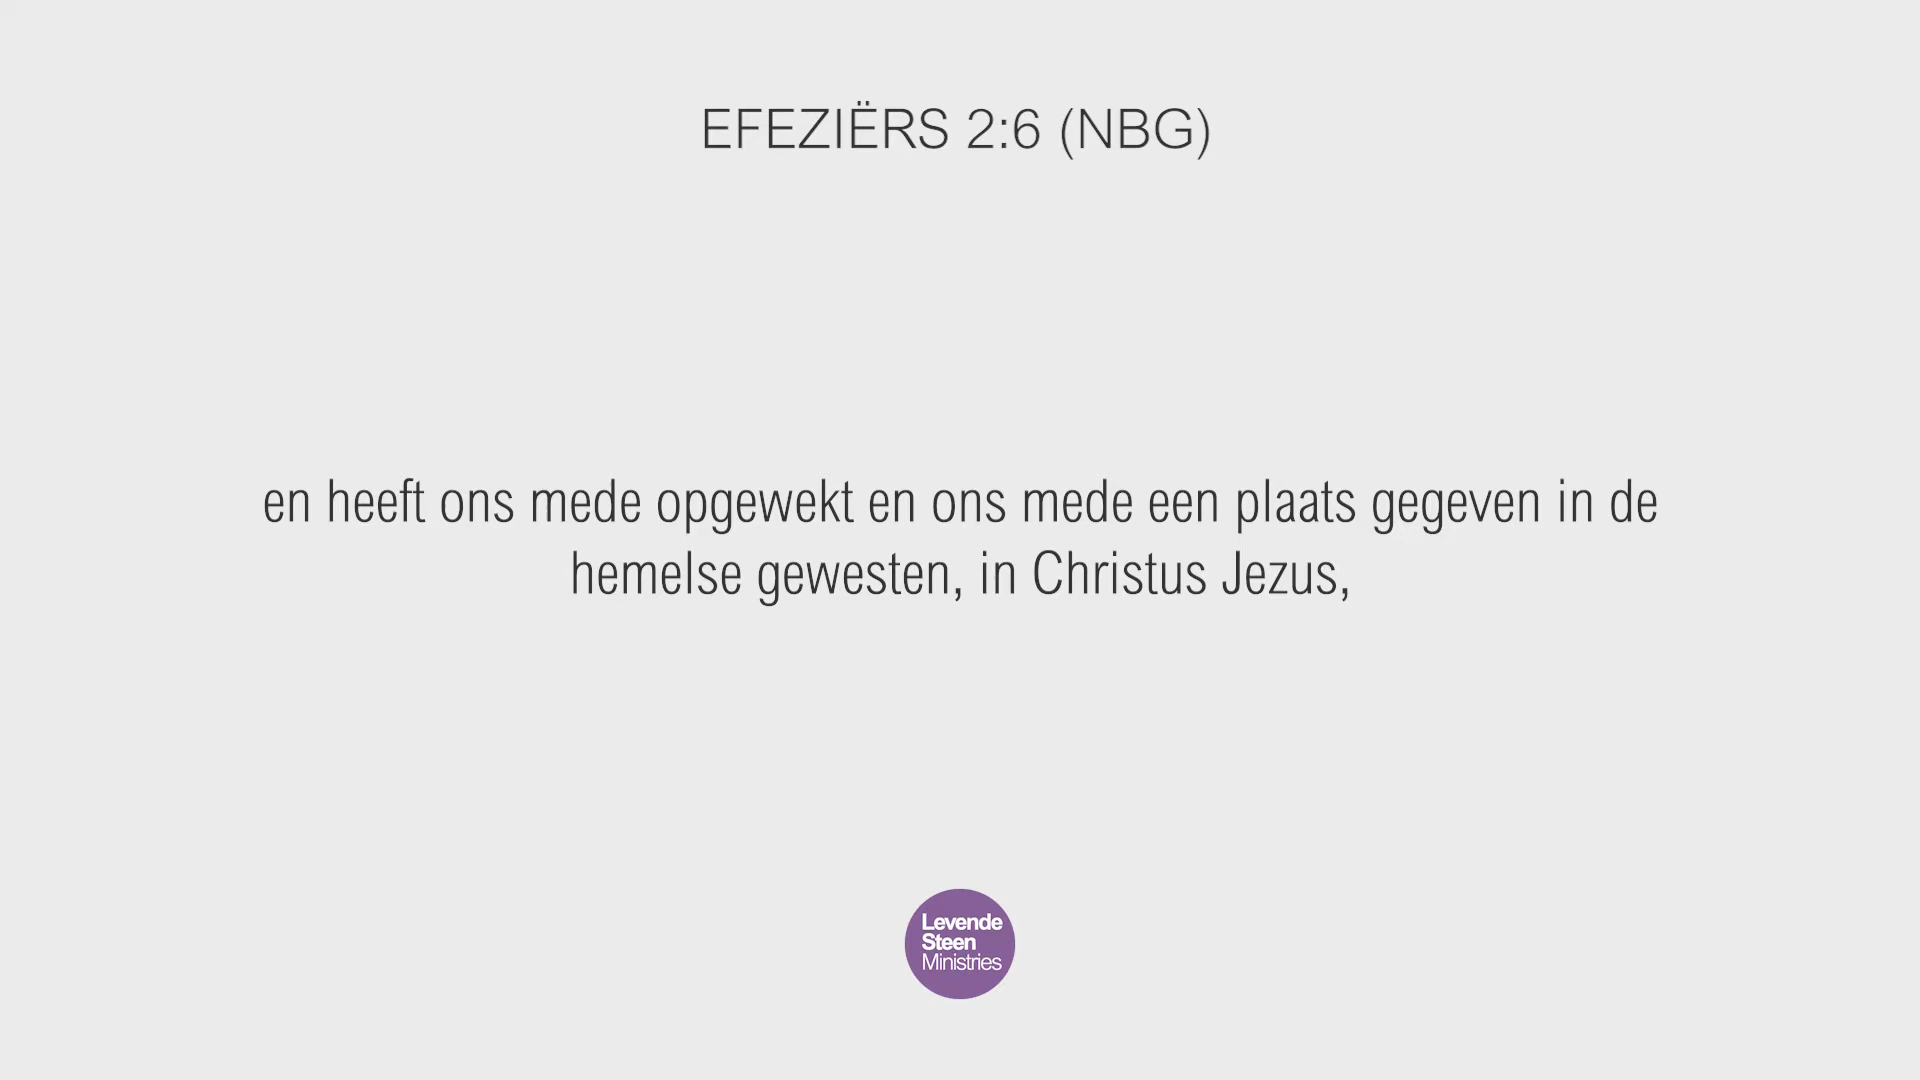 EFEZIËRS 2:6 (NBG)
en heeft ons mede opgewekt en ons mede een plaats gegeven in de
hemelse gewesten, in Christus Jezus,
Levende
Steen
Ministries